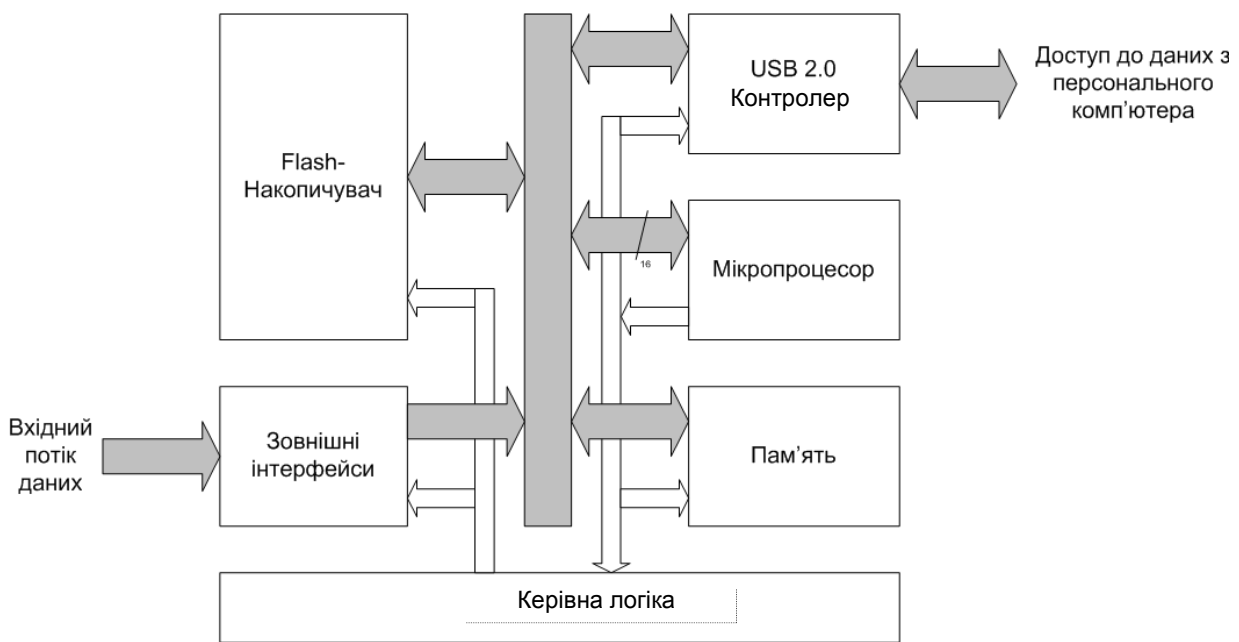 Flash-
Накопичувач
USB 2.0
Контролер
Доступ до даних з
персонального
комп’ютера
16
Мікропроцесор
Вхідний
потік
даних
Зовнішні
інтерфейси
Пам’ять
Керівна логіка